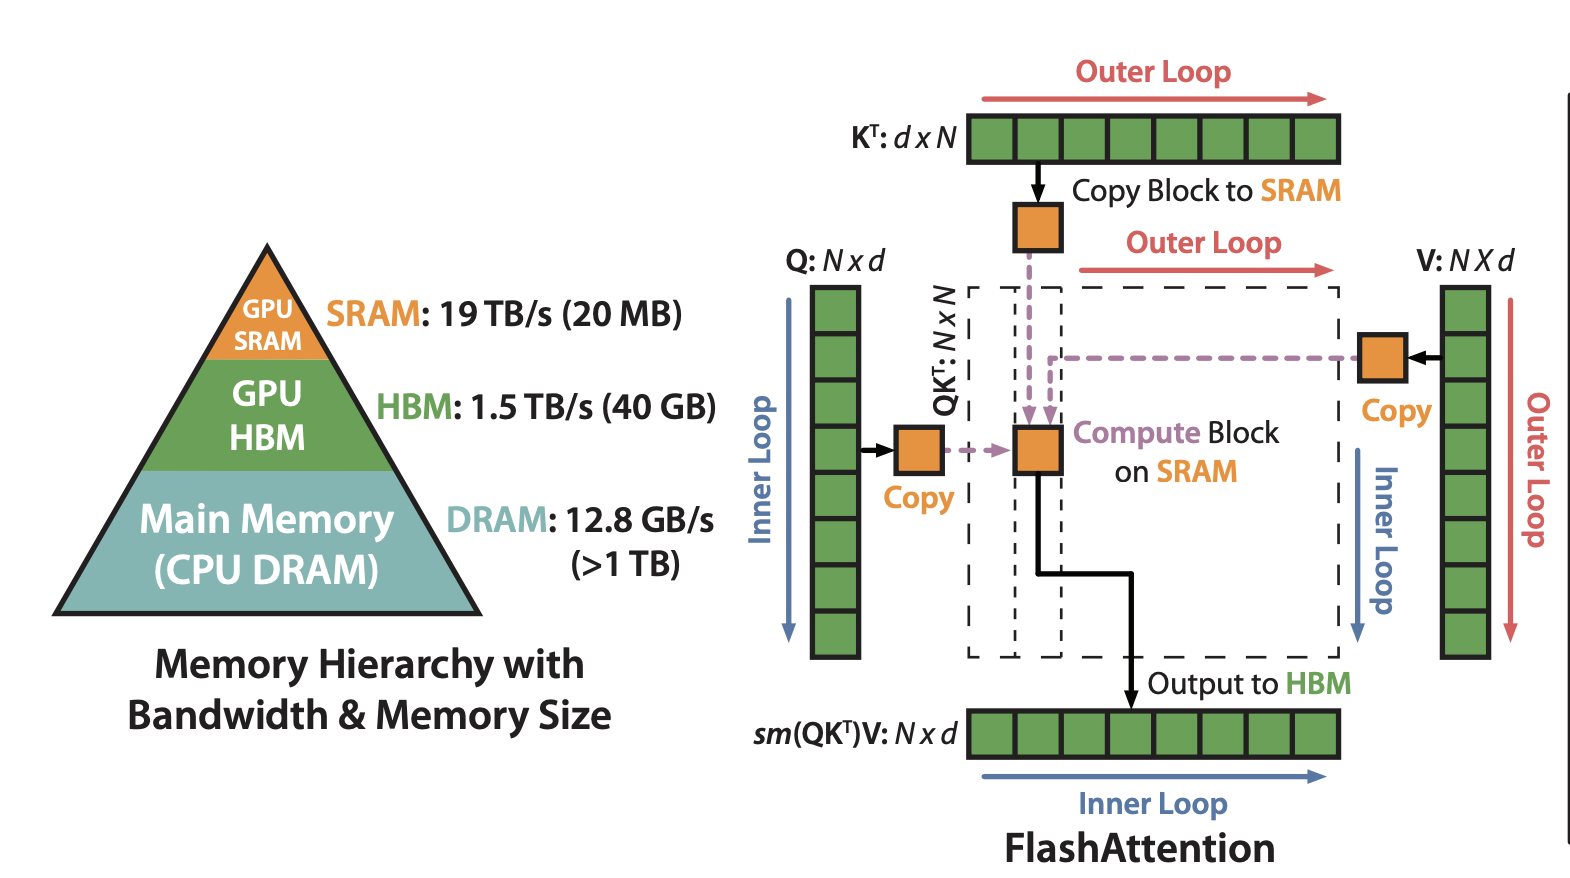 GPU
SRAM
SRAM: 19 TB/s (20 MB)
GPU
HBM
HBM: 1.5 TB/s (40 GB)
Main Memory
(CPU DRAM)
DRAM: 12.8 GB/s
(>1 TB)
Memory Hierarchy with
Bandwidth & Memory Size
Outer Loop
Kᵀ: d x N
Copy Block to SRAM
Outer Loop
Q: N x d
V: N X d
QKᵀ: N x N
Inner Loop
Copy
Compute Block
on SRAM
Copy
Inner Loop
Outer Loop
Output to HBM
sm(QKᵀ)V: N x d
Inner Loop
FlashAttention